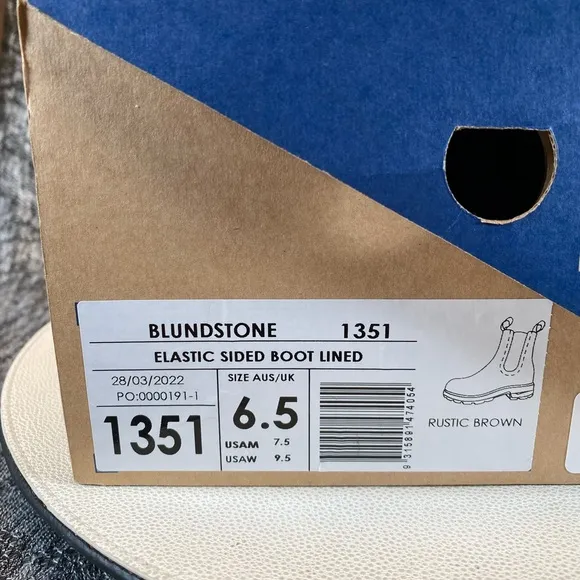 BLUNDSTONE 1351
ELASTIC SIDED BOOT LINED
28/03/2022
PO:0000191-1
1351
SIZE AUS/UK
6.5
USAM 7.5
USAW 9.5
9 315891 474054
RUSTIC BROWN